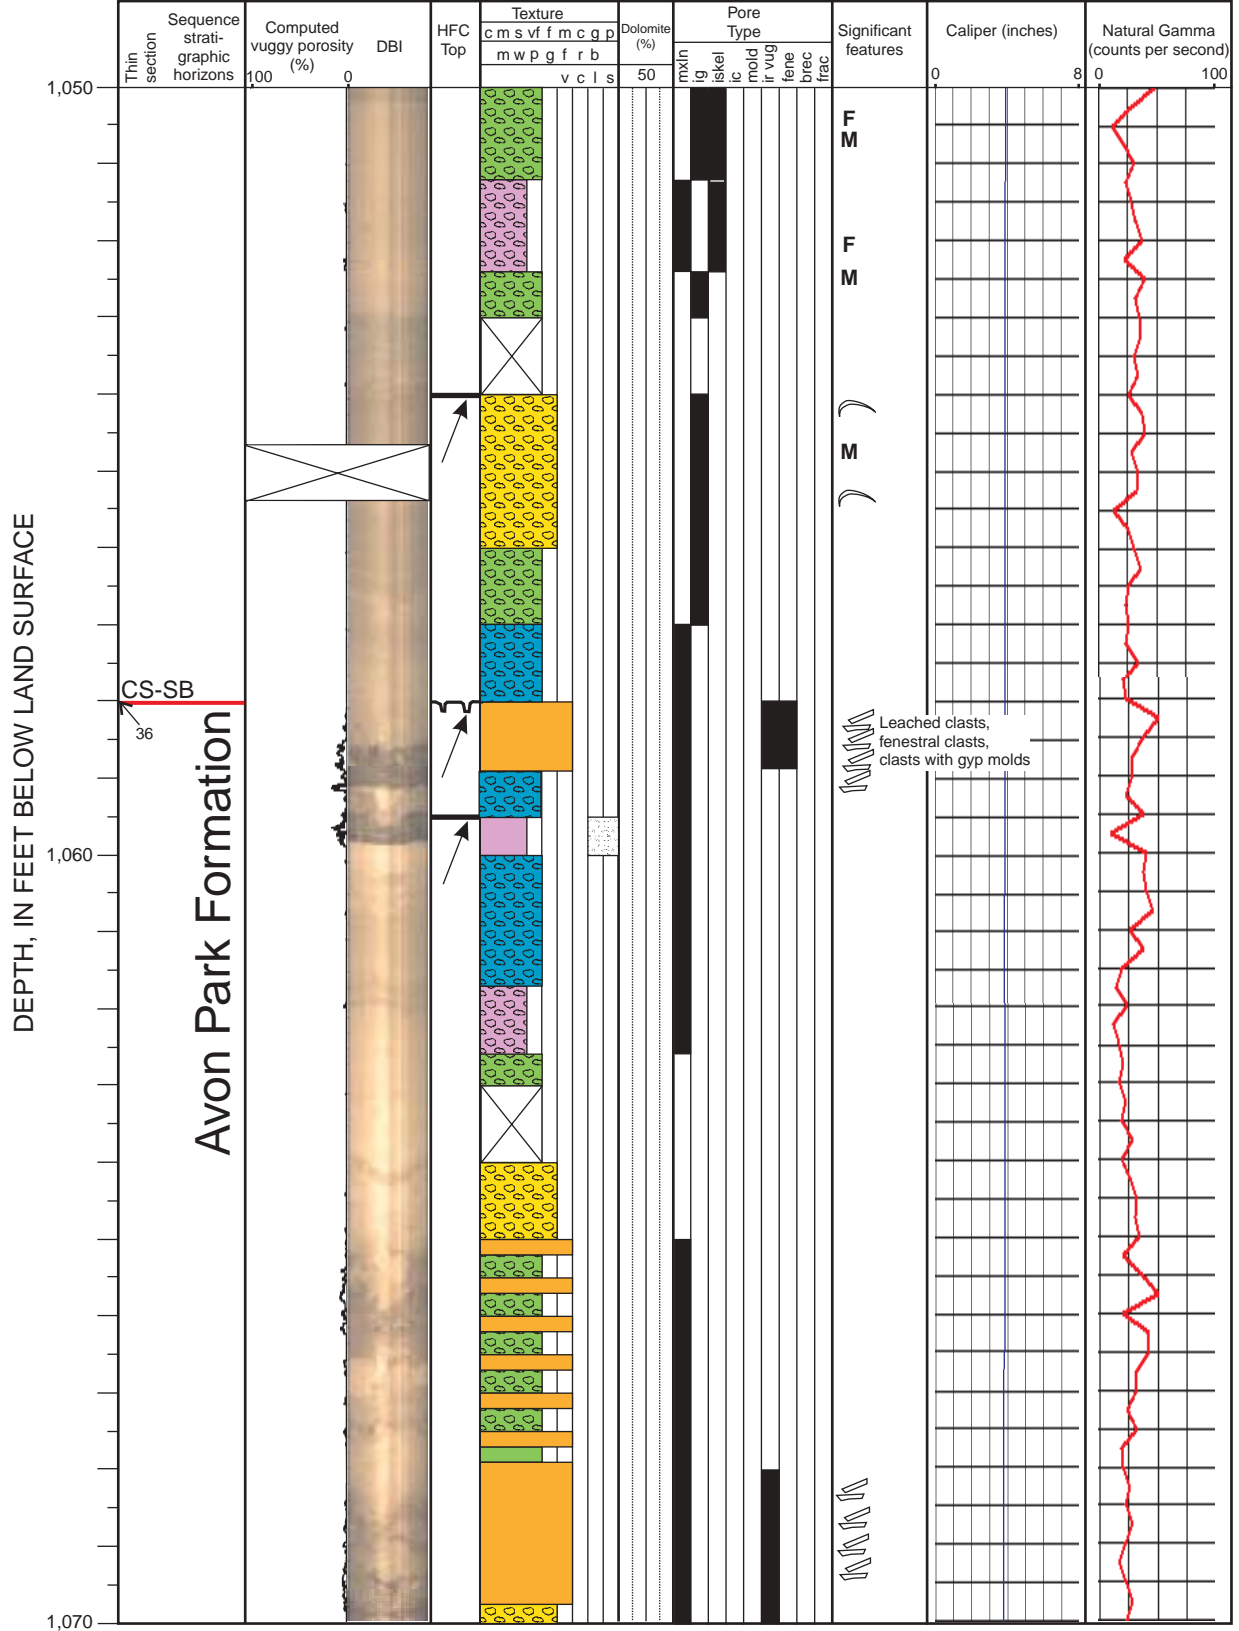 Thin section
Sequence
strati-
graphic
horizons
Computed
vuggy porosity
(%)
100 0
DBI
HFC
Top
Texture
c m s vf f m c g p
m w p g f r b
v c l s
Dolomite
(%)
50
Pore
Type
mxln
ig
iskel
ic
mold
ir vug
fene
brec
frac
Significant
features
Caliper (inches)
0 8
Natural Gamma
(counts per second)
0 100
DEPTH, IN FEET BELOW LAND SURFACE
1,050
F
M
F
M
M
CS-SB
36
Avon Park Formation
Leached clasts,
fenestral clasts,
clasts with gyp molds
1,060
1,070